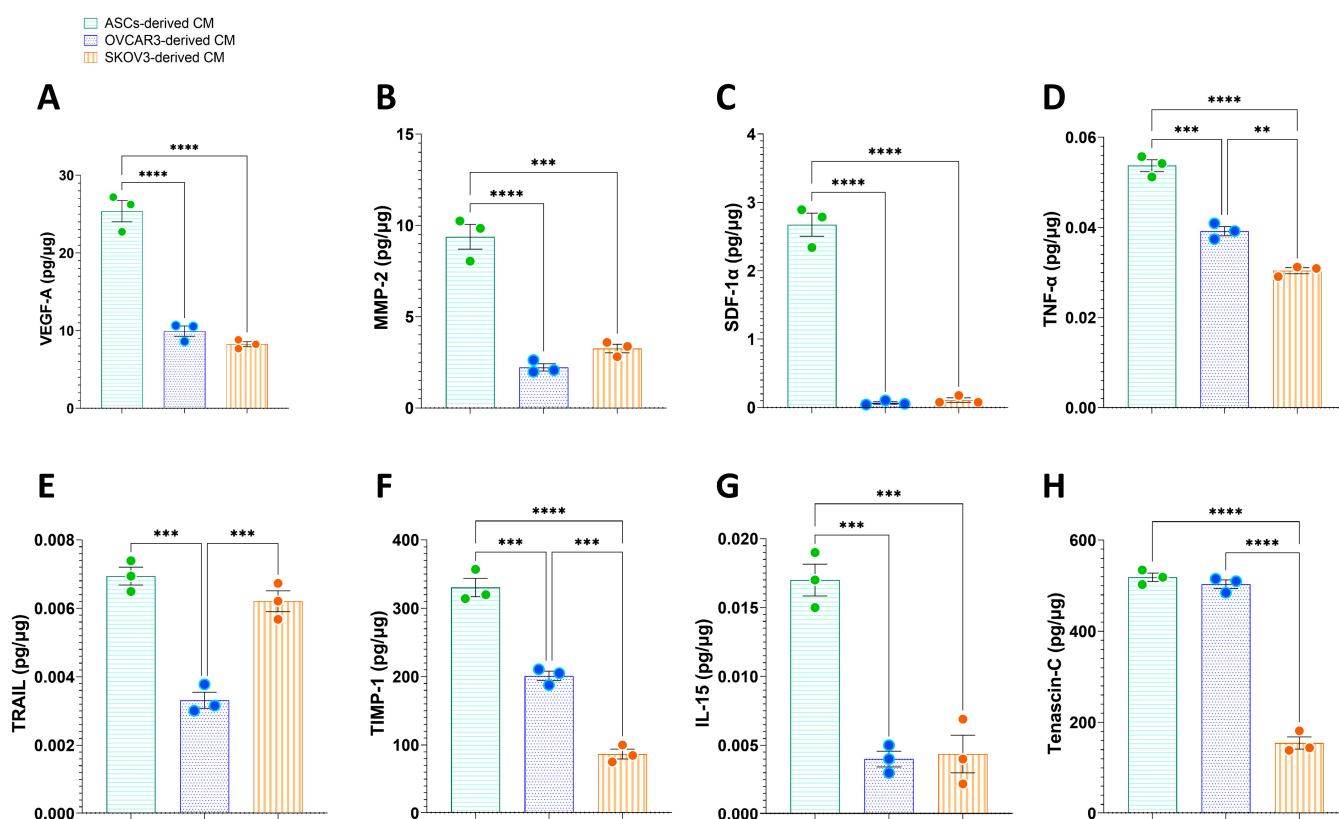 ASCs-derived CM
OVCAR3-derived CM
SKOV3-derived CM
A
VEGF-A (pg/µg)
30
20
10
0
****
****
B
MMP-2 (pg/µg)
15
10
5
0
***
****
C
SDF-1α (pg/µg)
4
3
2
1
0
****
****
D
TNF-α (pg/µg)
0.06
0.04
0.02
0.00
****
***
**
E
TRAIL (pg/µg)
0.008
0.006
0.004
0.002
0.000
***
***
F
TIMP-1 (pg/µg)
400
300
200
100
0
****
***
***
G
IL-15 (pg/µg)
0.020
0.015
0.010
0.005
0.000
***
***
H
Tenascin-C (pg/µg)
600
400
200
0
****
****